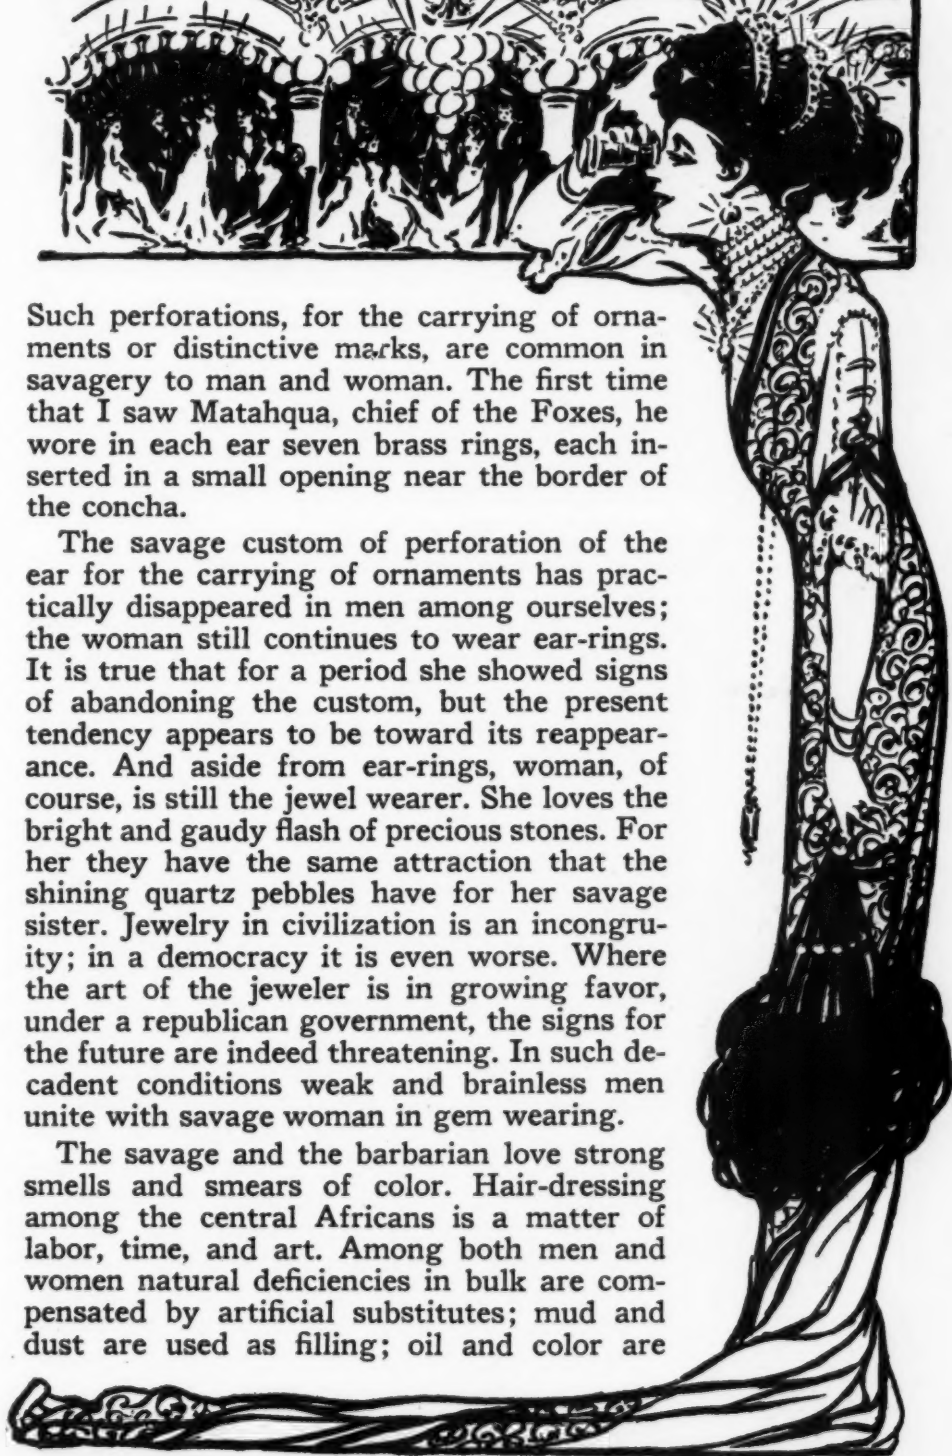 Such perforations, for the carrying of orna-
ments or distinctive marks, are common in
savagery to man and woman. The first time
that I saw Matahqua, chief of the Foxes, he
wore in each ear seven brass rings, each in-
serted in a small opening near the border of
the concha.
The savage custom of perforation of the
ear for the carrying of ornaments has prac-
tically disappeared in men among ourselves;
the woman still continues to wear ear-rings.
It is true that for a period she showed signs
of abandoning the custom, but the present
tendency appears to be toward its reappear-
ance. And aside from ear-rings, woman, of
course, is still the jewel wearer. She loves the
bright and gaudy flash of precious stones. For
her they have the same attraction that the
shining quartz pebbles have for her savage
sister. Jewelry in civilization is an incongru-
ity; in a democracy it is even worse. Where
the art of the jeweler is in growing favor,
under a republican government, the signs for
the future are indeed threatening. In such de-
cadent conditions weak and brainless men
unite with savage woman in gem wearing.
The savage and the barbarian love strong
smells and smears of color. Hair-dressing
among the central Africans is a matter of
labor, time, and art. Among both men and
women natural deficiencies in bulk are com-
pensated by artificial substitutes; mud and
dust are used as filling; oil and color are